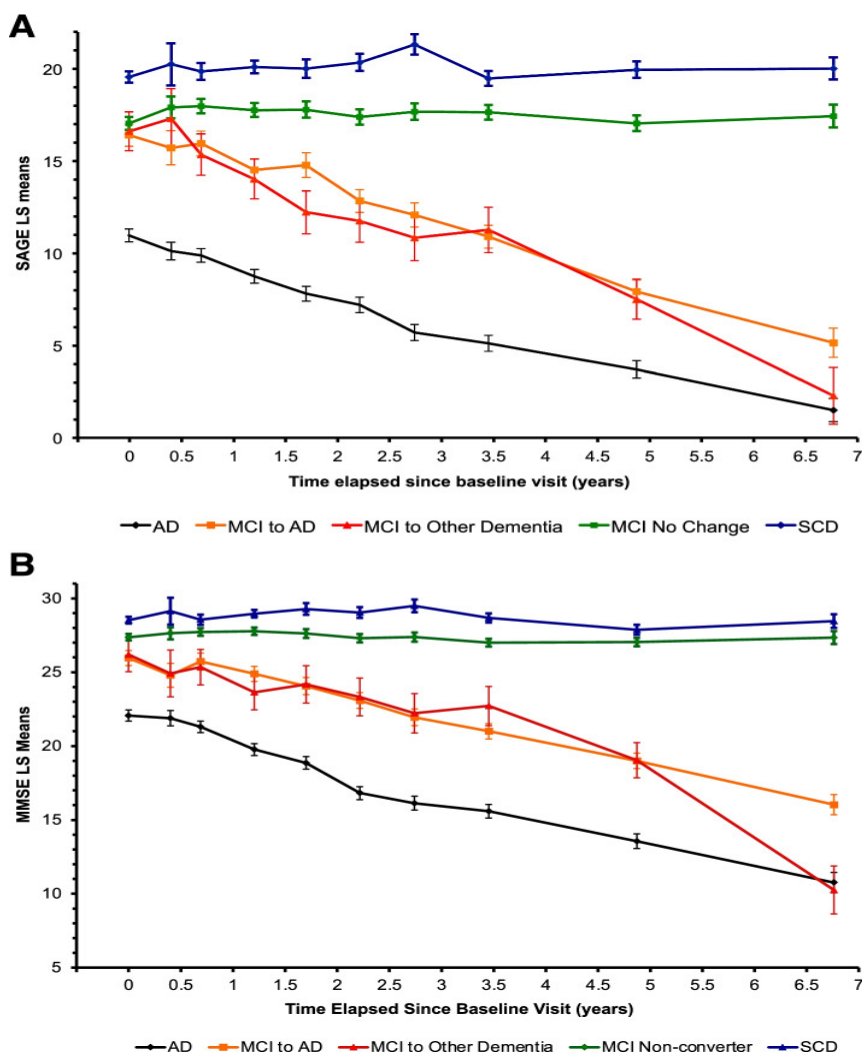 A
SAGE LS means
20
15
10
5
0
0 0.5 1 1.5 2 2.5 3 3.5 4 4.5 5 5.5 6 6.5 7
Time elapsed since baseline visit (years)
AD MCI to AD MCI to Other Dementia MCI No Change SCD
B
MMSE LS Means
30
25
20
15
10
5
0 0.5 1 1.5 2 2.5 3 3.5 4 4.5 5 5.5 6 6.5 7
Time Elapsed Since Baseline Visit (years)
AD MCI to AD MCI to Other Dementia MCI Non-converter SCD